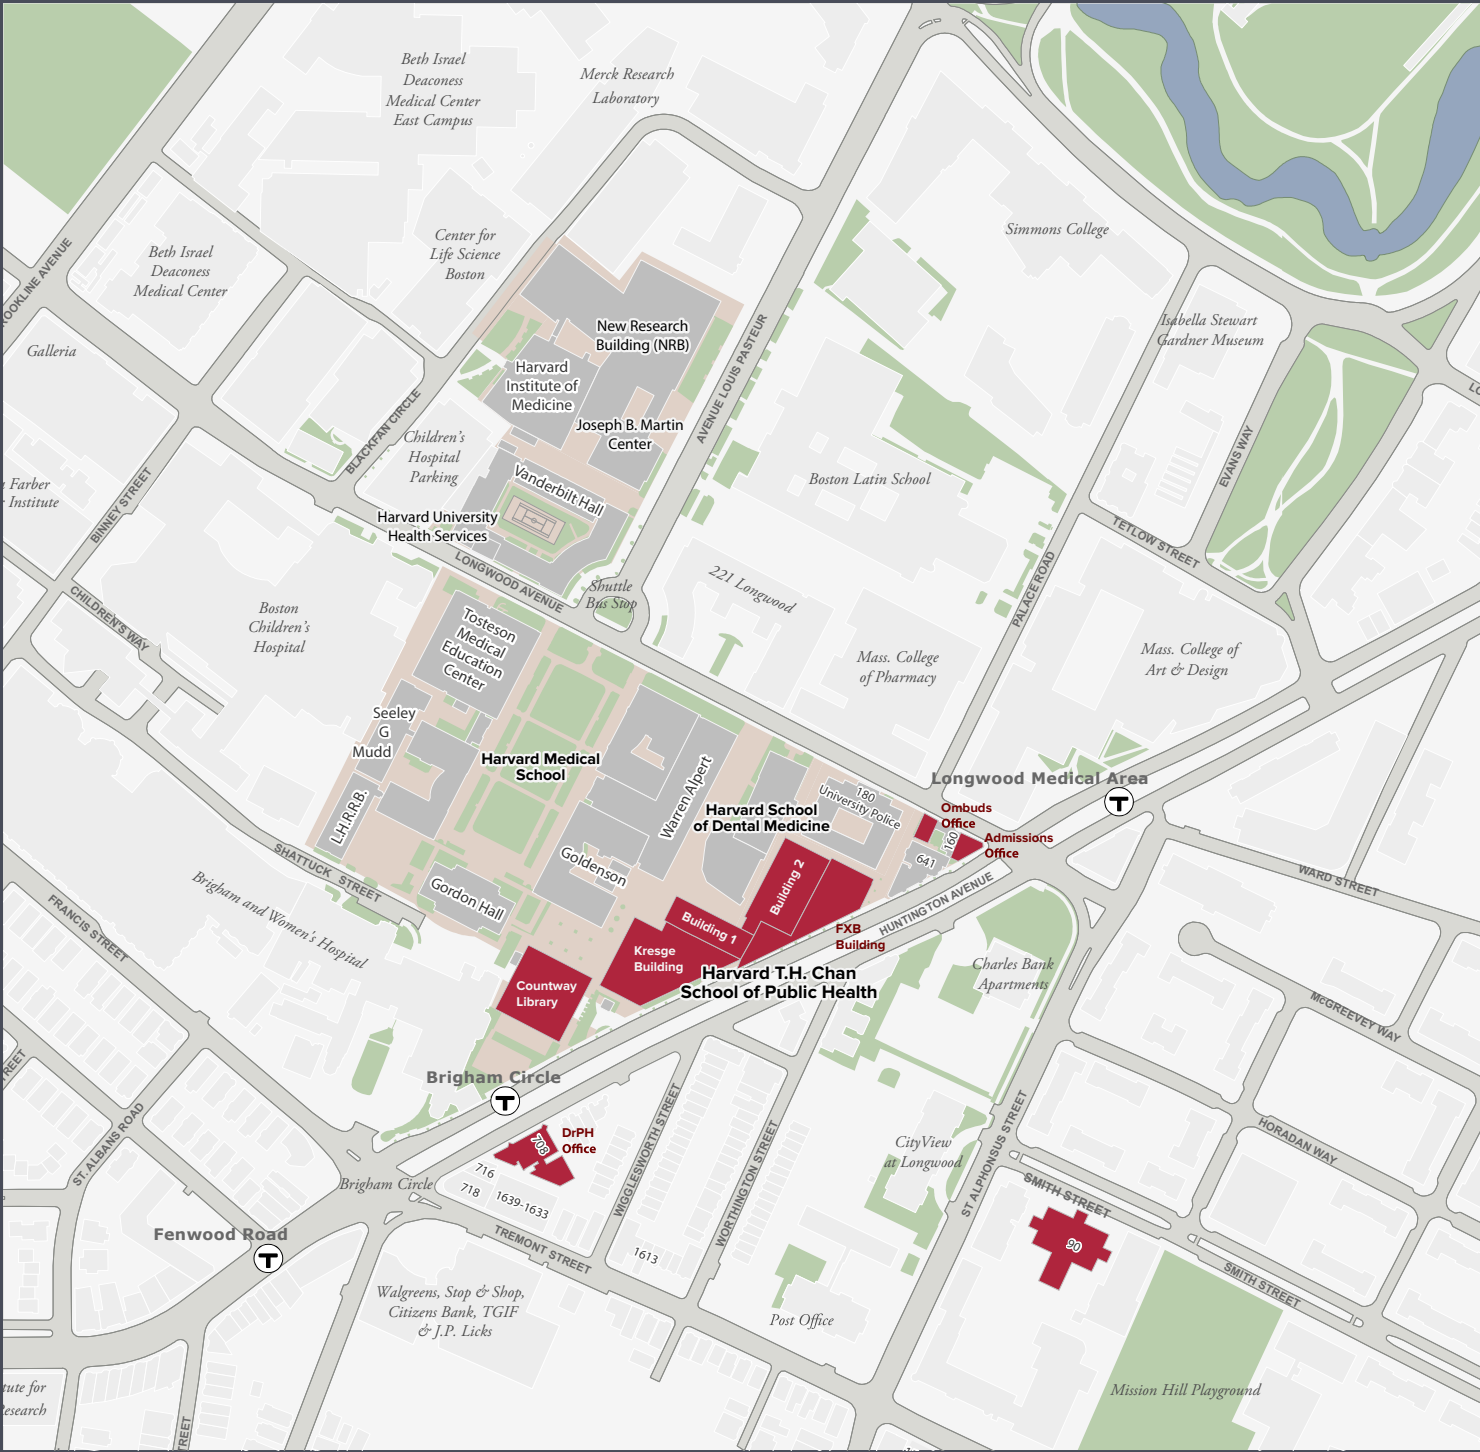 Beth Israel
Deaconess
Medical Center
East Campus
Merck Research
Laboratory
Simmons College
Center for
Life Science
Boston
Beth Israel
Deaconess
Medical Center
Galleria
New Research
Building (NRB)
Isabella Stewart
Gardner Museum
Harvard
Institute of
Medicine
AVENUE LOUIS PASTEUR
Joseph B. Martin
Center
BLACKFAN CIRCLE
Children's
Hospital
Parking
Boston Latin School
EVANS WAY
Farber
Institute
BINNEY STREET
Vanderbilt Hall
Harvard University
Health Services
TETLOW STREET
LONGWOOD AVENUE
Shuttle
Bus Stop
221 Longwood
PALACE ROAD
CHILDREN'S WAY
Boston
Children's
Hospital
Tosteson
Medical
Education
Center
Mass. College
of Pharmacy
Mass. College of
Art & Design
Seeley
G
Mudd
Harvard Medical
School
Warren Alpert
Longwood Medical Area
T
Harvard School
of Dental Medicine
180
University Police
Ombuds
Office
160
Admissions
Office
641
L.H.R.R.B.
SHATTUCK STREET
Goldenson
Gordon Hall
Building 2
HUNTINGTON AVENUE
WARD STREET
Brigham and Women's Hospital
FRANCIS STREET
Building 1
FXB
Building
Kresge
Building
Harvard T.H. Chan
School of Public Health
Countway
Library
Charles Bank
Apartments
McGREEVEY WAY
Brigham Circle
T
ST. ALBANS ROAD
DrPH
Office
708
716
718
1639-1633
1613
WIGGLESWORTH STREET
WORTHINGTON STREET
CityView
at Longwood
ST ALPHONSUS STREET
HORADAN WAY
SMITH STREET
90
SMITH STREET
Brigham Circle
Fenwood Road
T
TREMONT STREET
Walgreens, Stop & Shop,
Citizens Bank, TGIF
& J.P. Licks
Post Office
Mission Hill Playground